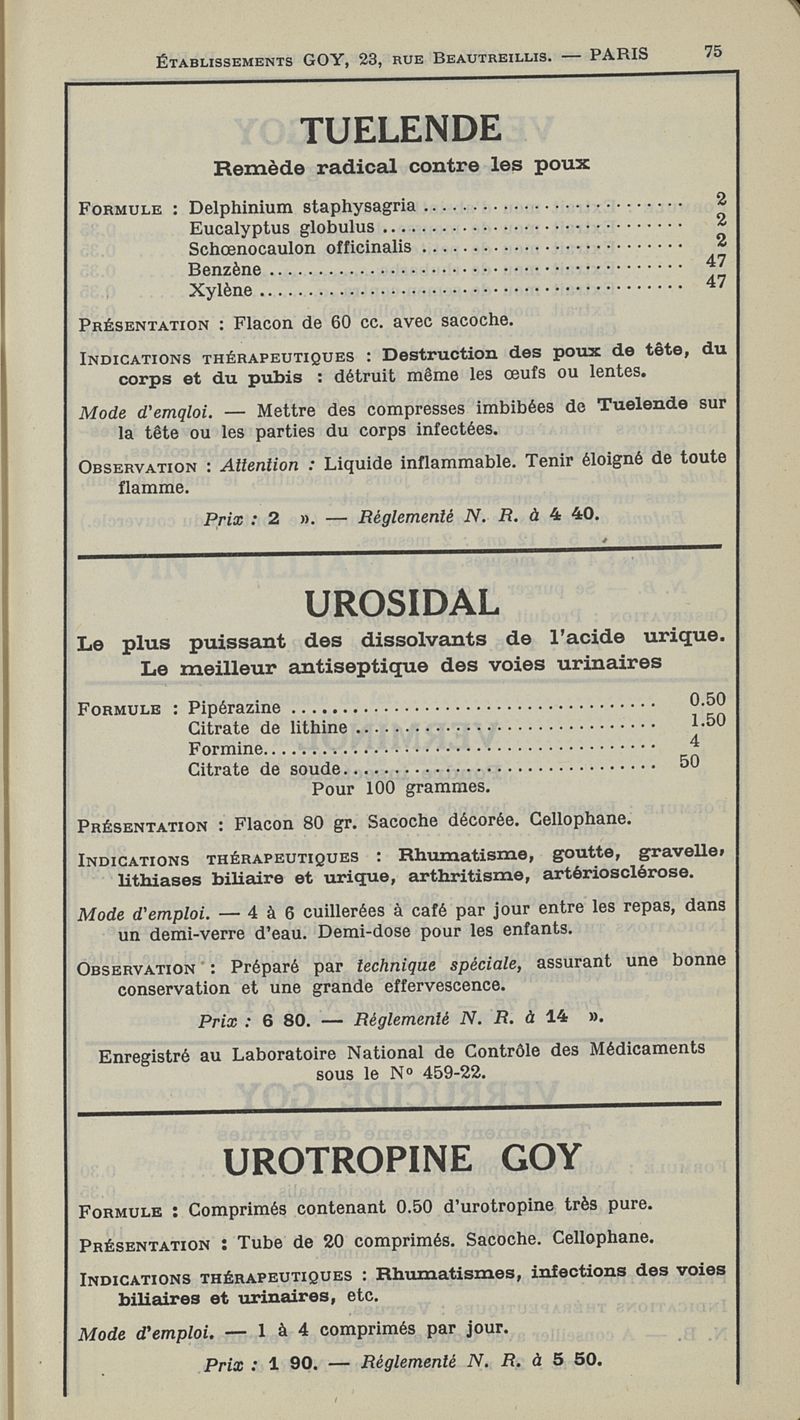 Établissements GOY, 23, rue Beautreillis. — PARIS 75
TUELENDE
Remède radical contre les poux
Formule : Delphinium staphysagria 2
Eucalyptus globulus 2
Schœnocaulon officinalis 2
Benzène 47
Xylène 47
Présentation : Flacon de 60 cc. avec sacoche.
Indications thérapeutiques : Destruction des poux de tête, du
corps et du pubis : détruit même les œufs ou lentes.
Mode d'emqloi. — Mettre des compresses imbibées de Tuelende sur
la tête ou les parties du corps infectées.
Observation : Attention : Liquide inflammable. Tenir éloigné de toute
flamme.
Prix : 2 ». — Réglementé N. R. à 4 40.
UROSIDAL
Le plus puissant des dissolvants de l'acide urique.
Le meilleur antiseptique des voies urinaires
Formule : Pipérazine 0.50
Citrate de lithine 1.50
Formine 4
Citrate de soude 50
Pour 100 grammes.
Présentation : Flacon 80 gr. Sacoche décorée. Cellophane.
Indications thérapeutiques : Rhumatisme, goutte, gravelle,
lithiases biliaire et urique, arthritisme, artériosclérose.
Mode d'emploi. — 4 à 6 cuillerées à café par jour entre les repas, dans
un demi-verre d'eau. Demi-dose pour les enfants.
Observation : Préparé par technique spéciale, assurant une bonne
conservation et une grande effervescence.
Prix : 6 80. — Réglementé N. R. à 14 ».
Enregistré au Laboratoire National de Contrôle des Médicaments
sous le N° 459-22.
UROTROPINE GOY
Formule : Comprimés contenant 0.50 d'urotropine très pure.
Présentation : Tube de 20 comprimés. Sacoche. Cellophane.
Indications thérapeutiques : Rhumatismes, infections des voies
biliaires et urinaires, etc.
Mode d'emploi. — 1 à 4 comprimés par jour.
Prix : 1 90. — Réglementé N. R. à 5 50.